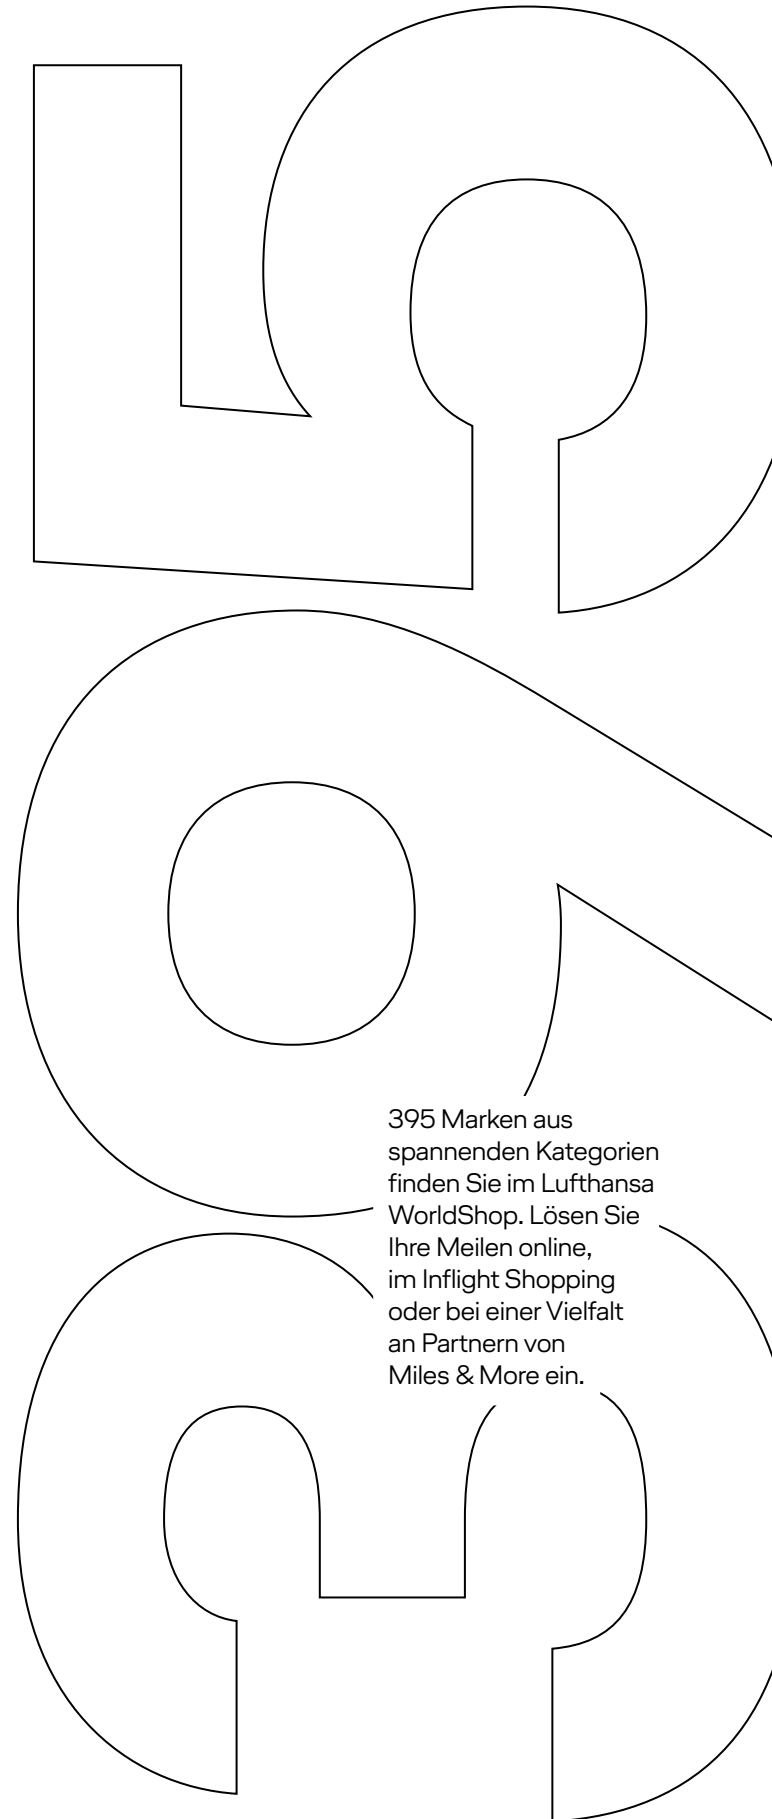 395
395 Marken aus
spannenden Kategorien
finden Sie im Lufthansa
WorldShop. Lösen Sie
Ihre Meilen online,
im Inflight Shopping
oder bei einer Vielfalt
an Partnern von
Miles & More ein.